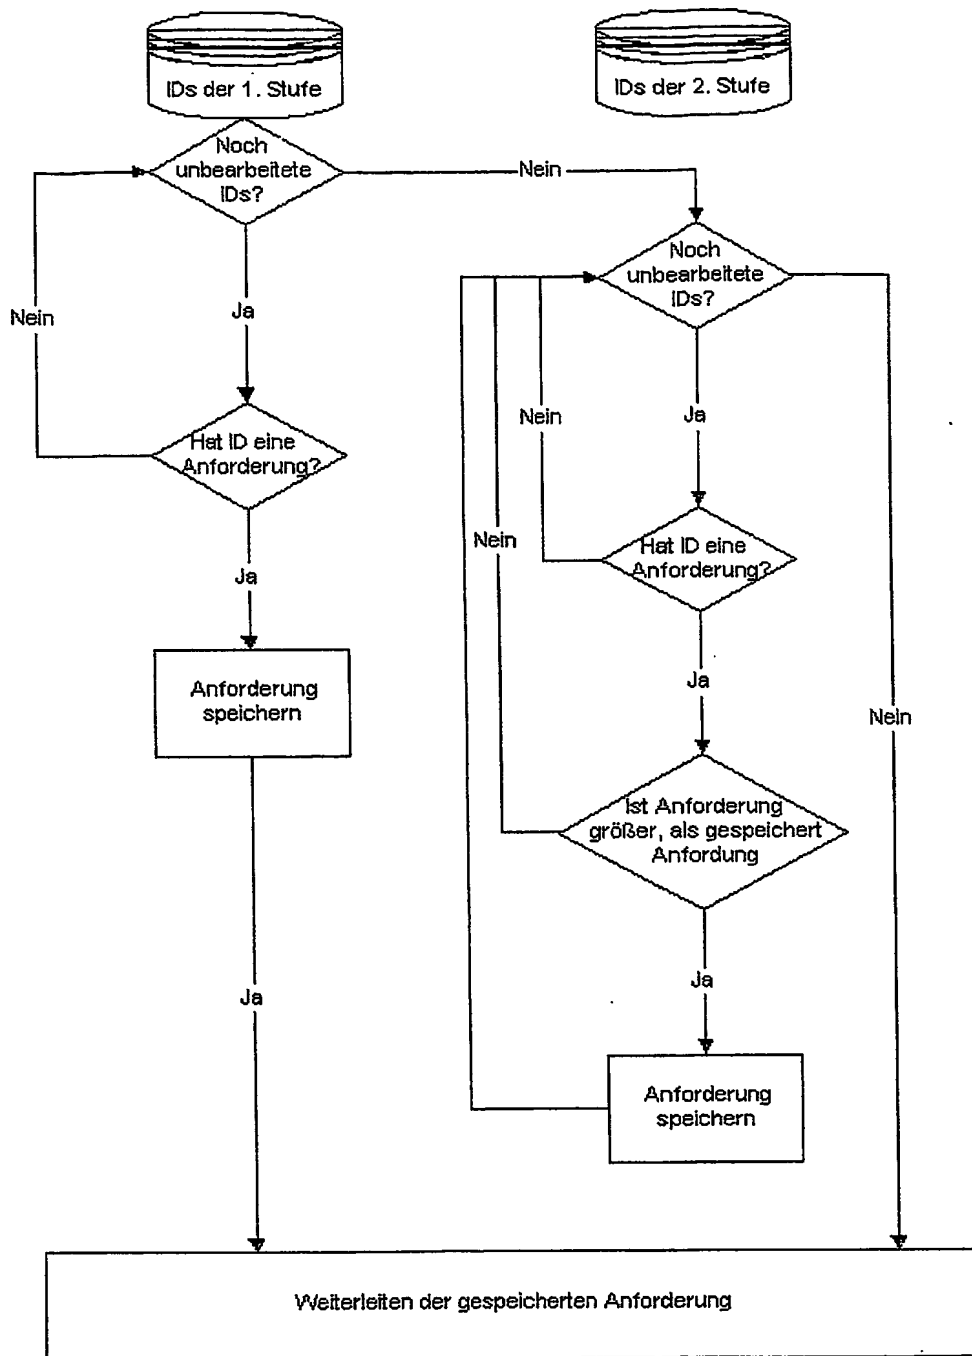 IDs der 1. Stufe
IDs der 2. Stufe
Noch
unbearbeitete
IDs?
Nein
Noch
unbearbeitete
IDs?
Nein
Ja
Nein
Ja
Hat ID eine
Anforderung?
Nein
Hat ID eine
Anforderung?
Ja
Ja
Anforderung
speichern
Nein
Ist Anforderung
größer, als gespeichert
Anfordung
Ja
Ja
Anforderung
speichern
Weiterleiten der gespeicherten Anforderung